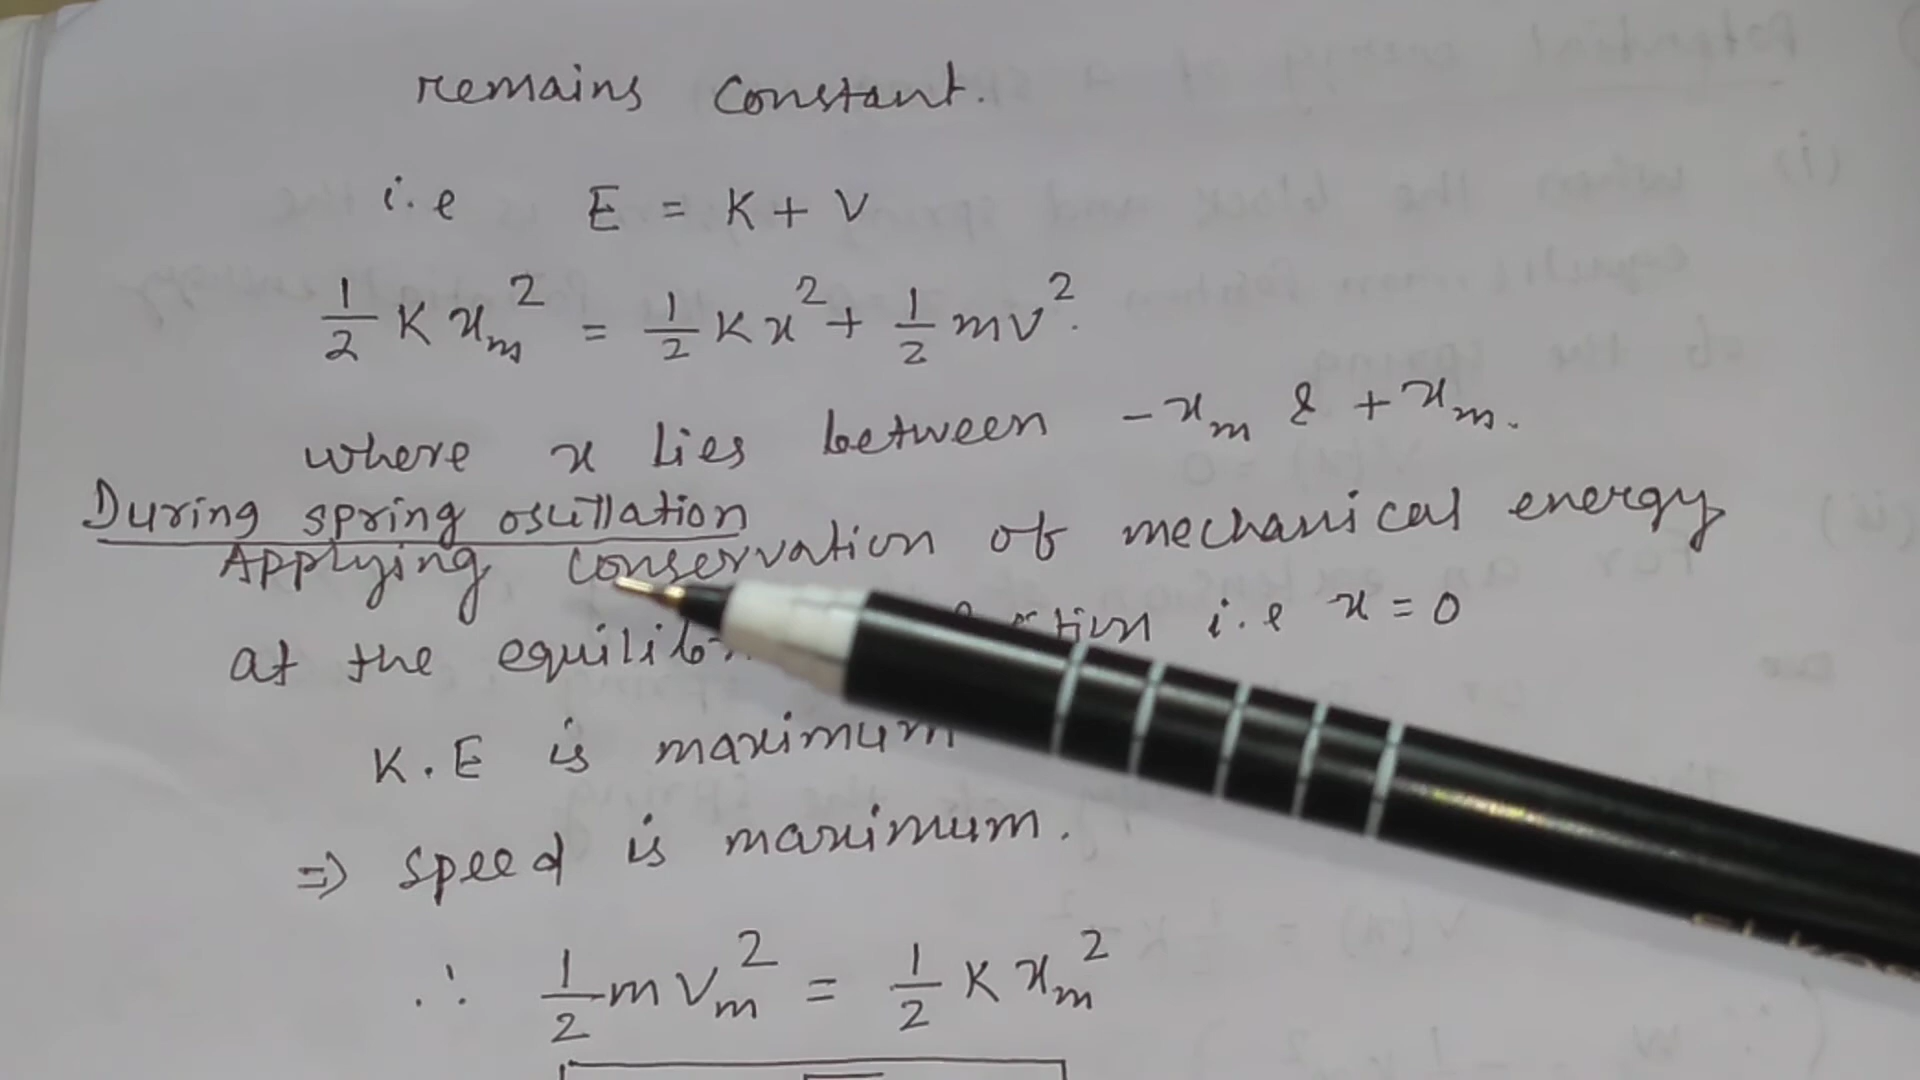 remains constant.
i.e E = K + V
1/2 K x_m^2 = 1/2 K x^2 + 1/2 m v^2.
where x lies between -x_m & +x_m.
During spring oscillation
Applying conservation of mechanical energy
at the i.e x = 0
K.E is maximum
=> speed is maximum.
∴ 1/2 m v_m^2 = 1/2 K x_m^2